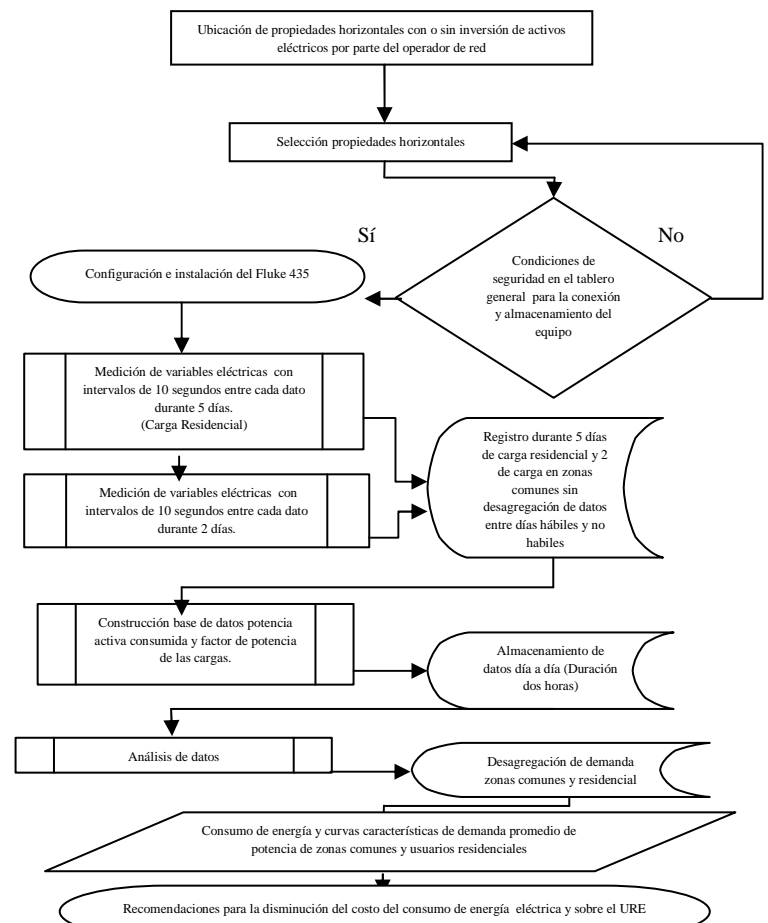 Ubicación de propiedades horizontales con o sin inversión de activos
eléctricos por parte del operador de red
Selección propiedades horizontales
Sí
No
Condiciones de
seguridad en el tablero
general para la conexión
y almacenamiento del
equipo
Configuración e instalación del Fluke 435
Medición de variables eléctricas con
intervalos de 10 segundos entre cada dato
durante 5 días.
(Carga Residencial)
Registro durante 5 días
de carga residencial y 2
de carga en zonas
comunes sin
desagregación de datos
entre días hábiles y no
habiles
Medición de variables eléctricas con
intervalos de 10 segundos entre cada dato
durante 2 días.
Construcción base de datos potencia
activa consumida y factor de potencia
de las cargas.
Almacenamiento de
datos día a día (Duración
dos horas)
Análisis de datos
Desagregación de demanda
zonas comunes y residencial
Consumo de energía y curvas características de demanda promedio de
potencia de zonas comunes y usuarios residenciales
Recomendaciones para la disminución del costo del consumo de energía eléctrica y sobre el URE